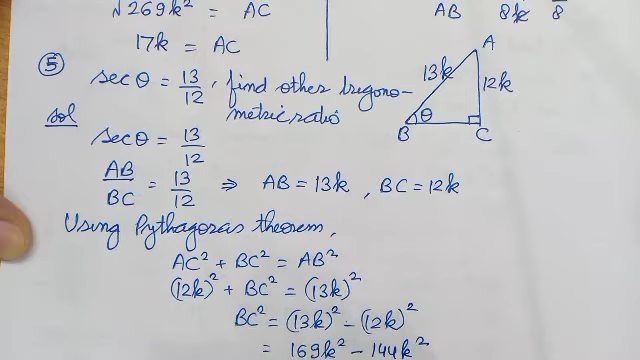 √269k² = AC
17k = AC
AB 8k 8
⑤ sec θ = 13/12, find other trigono-
metric ratio
A
13k
12k
B θ C
sol
sec θ = 13/12
AB/BC = 13/12 ⇒ AB = 13k, BC = 12k
Using Pythagoras theorem,
AC² + BC² = AB²
(12k)² + BC² = (13k)²
BC² = (13k)² - (12k)²
= 169k² - 144k²